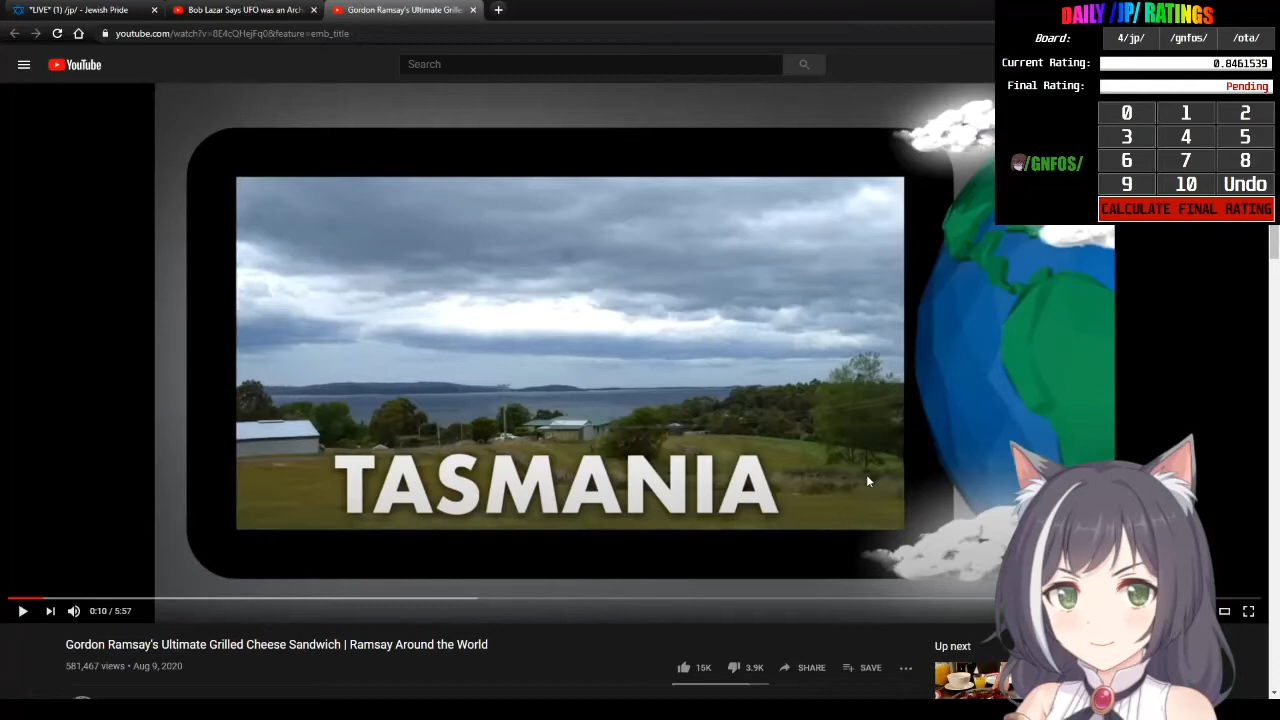 *LIVE* (1) /jp/ - Jewish Pride
Bob Lazar Says UFO was an Arch
Gordon Ramsay's Ultimate Grille
youtube.com/watch?v=8E4cQHejFq0&feature=emb_title
YouTube
Search
TASMANIA
0:10 / 5:57
Gordon Ramsay's Ultimate Grilled Cheese Sandwich | Ramsay Around the World
581,467 views • Aug 9, 2020
15K 3.9K SHARE SAVE
Up next
DAILY /JP/ RATINGS
Board: 4/jp/ /gnfos/ /ota/
Current Rating: 0.8461539
Final Rating: Pending
/GNFOS/
0 1 2
3 4 5
6 7 8
9 10 Undo
CALCULATE FINAL RATING